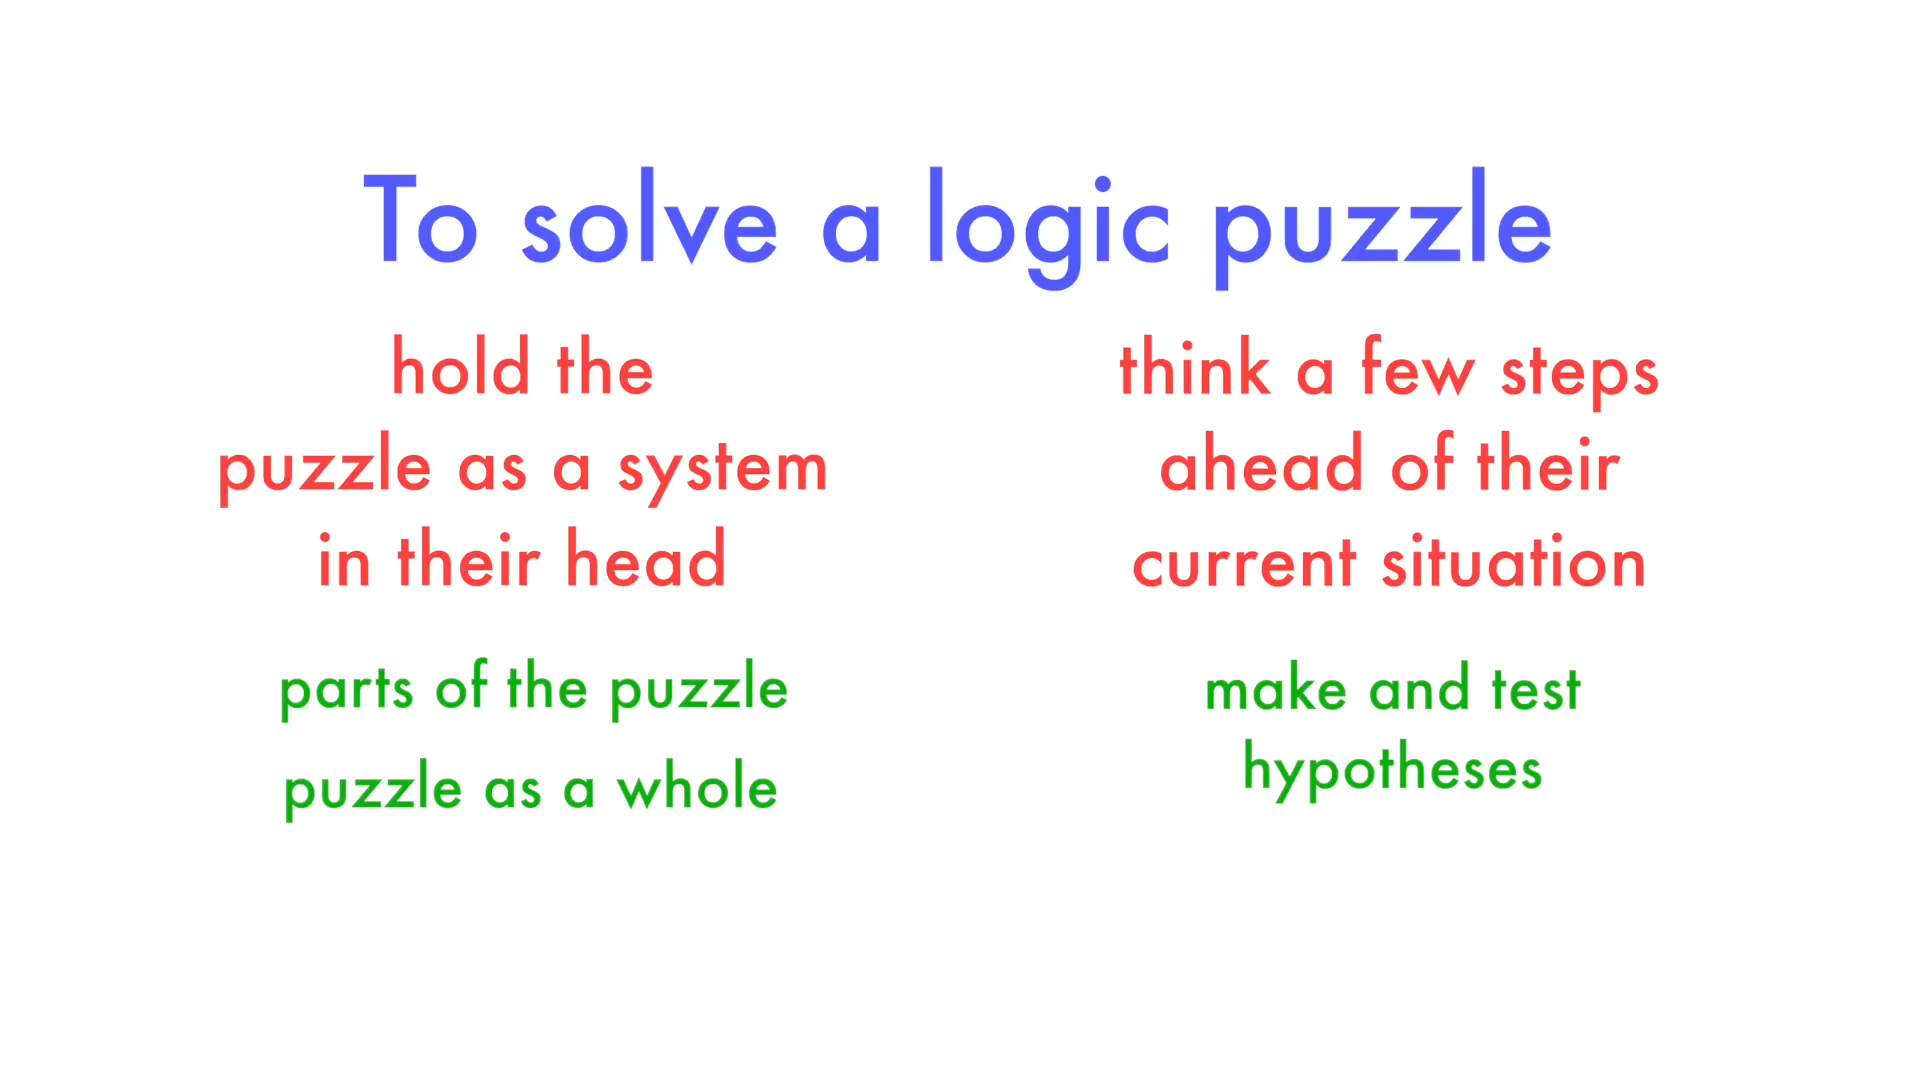 To solve a logic puzzle
hold the
puzzle as a system
in their head
parts of the puzzle
puzzle as a whole
think a few steps
ahead of their
current situation
make and test
hypotheses